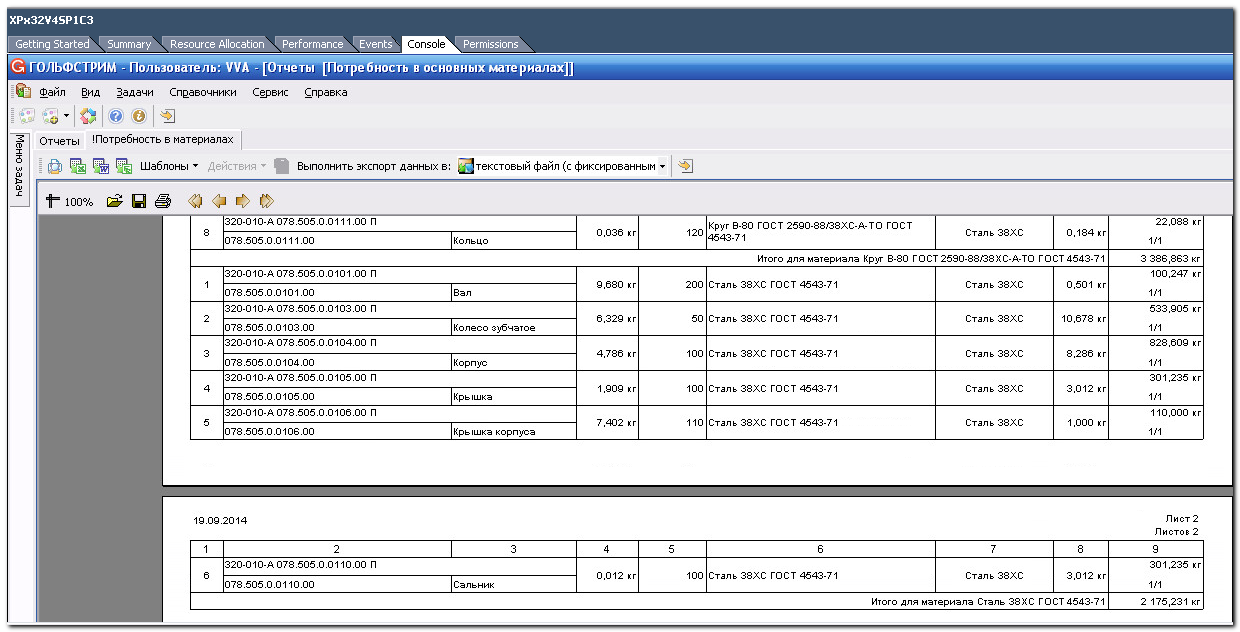 XPx32V4SP1C3
Getting Started Summary Resource Allocation Performance Events Console Permissions
ГОЛЬФСТРИМ - Пользователь: VVA - [Отчеты [Потребность в основных материалах]]
Файл Вид Задачи Справочники Сервис Справка
Меню задач
Отчеты !Потребность в материалах
Шаблоны Действия Выполнить экспорт данных в: текстовый файл (с фиксированным
100%
8 320-010-А 078.505.0.0111.00 П 0,036 кг 120 Круг В-80 ГОСТ 2590-88/38ХС-А-ТО ГОСТ Сталь 38ХС 0,184 кг 22,088 кг
078.505.0.0111.00 Кольцо 4543-71 1/1
Итого для материала Круг В-80 ГОСТ 2590-88/38ХС-А-ТО ГОСТ 4543-71 3 386,863 кг
1 320-010-А 078.505.0.0101.00 П 9,680 кг 200 Сталь 38ХС ГОСТ 4543-71 Сталь 38ХС 0,501 кг 100,247 кг
078.505.0.0101.00 Вал 1/1
2 320-010-А 078.505.0.0103.00 П 6,329 кг 50 Сталь 38ХС ГОСТ 4543-71 Сталь 38ХС 10,678 кг 533,905 кг
078.505.0.0103.00 Колесо зубчатое 1/1
3 320-010-А 078.505.0.0104.00 П 4,786 кг 100 Сталь 38ХС ГОСТ 4543-71 Сталь 38ХС 8,286 кг 828,609 кг
078.505.0.0104.00 Корпус 1/1
4 320-010-А 078.505.0.0105.00 П 1,909 кг 100 Сталь 38ХС ГОСТ 4543-71 Сталь 38ХС 3,012 кг 301,235 кг
078.505.0.0105.00 Крышка 1/1
5 320-010-А 078.505.0.0106.00 П 7,402 кг 110 Сталь 38ХС ГОСТ 4543-71 Сталь 38ХС 1,000 кг 110,000 кг
078.505.0.0106.00 Крышка корпуса 1/1
19.09.2014 Лист 2
Листов 2
1 2 3 4 5 6 7 8 9
6 320-010-А 078.505.0.0110.00 П 0,012 кг 100 Сталь 38ХС ГОСТ 4543-71 Сталь 38ХС 3,012 кг 301,235 кг
078.505.0.0110.00 Сальник 1/1
Итого для материала Сталь 38ХС ГОСТ 4543-71 2 175,231 кг